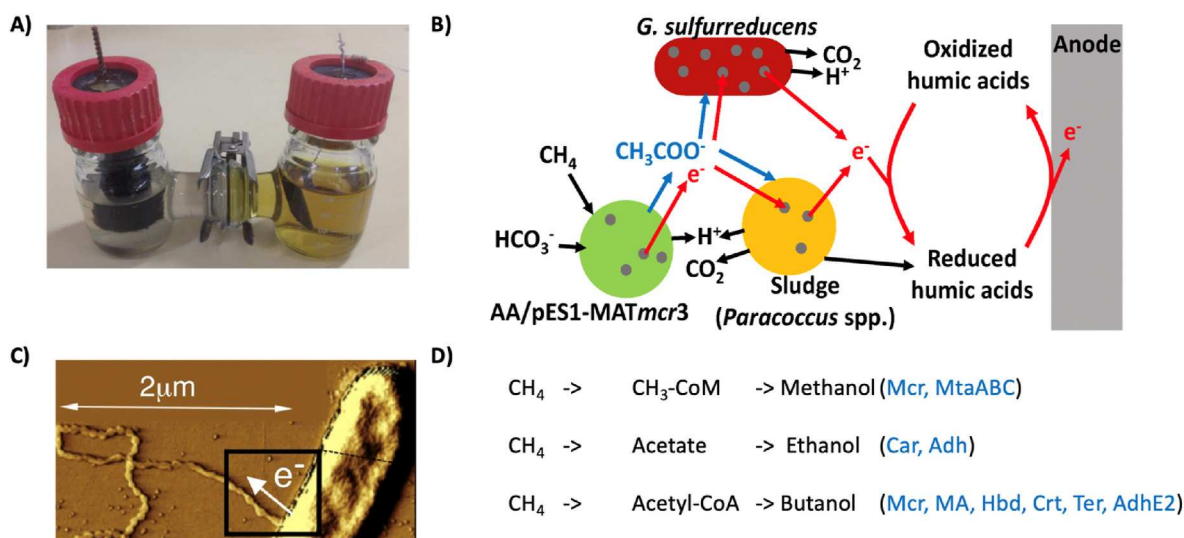 A)
B)
G. sulfurreducens
CO2
H+
Oxidized
humic acids
Anode
CH4
CH3COO-
e-
e-
e-
HCO3-
H+
CO2
AA/pES1-MATmcr3
Sludge
(Paracoccus spp.)
Reduced
humic acids
C)
2μm
e-
D)
CH4 -> CH3-CoM -> Methanol (Mcr, MtaABC)
CH4 -> Acetate -> Ethanol (Car, Adh)
CH4 -> Acetyl-CoA -> Butanol (Mcr, MA, Hbd, Crt, Ter, AdhE2)